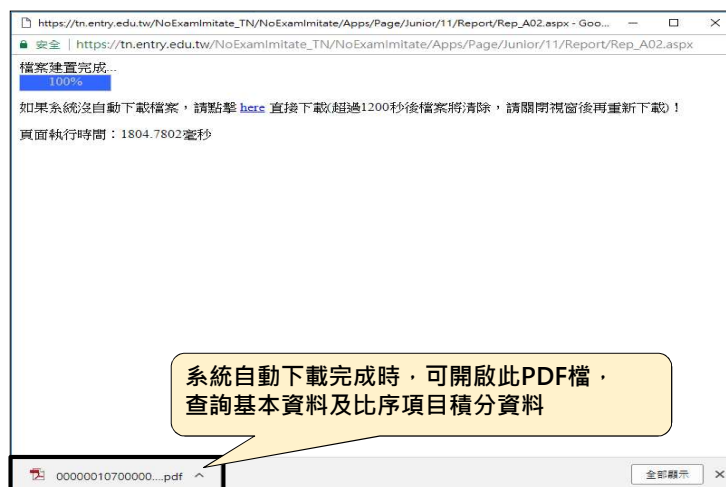 https://tn.entry.edu.tw/NoExamImitate_TN/NoExamImitate/Apps/Page/Junior/11/Report/Rep_A02.aspx - Goo...
安全 | https://tn.entry.edu.tw/NoExamImitate_TN/NoExamImitate/Apps/Page/Junior/11/Report/Rep_A02.aspx
檔案建置完成...
100%
如果系統沒自動下載檔案，請點擊 here 直接下載(超過1200秒後檔案將清除，請關閉視窗後再重新下載)！
頁面執行時間：1804.7802毫秒
系統自動下載完成時，可開啟此PDF檔，
查詢基本資料及比序項目積分資料
00000010700000....pdf
全部顯示